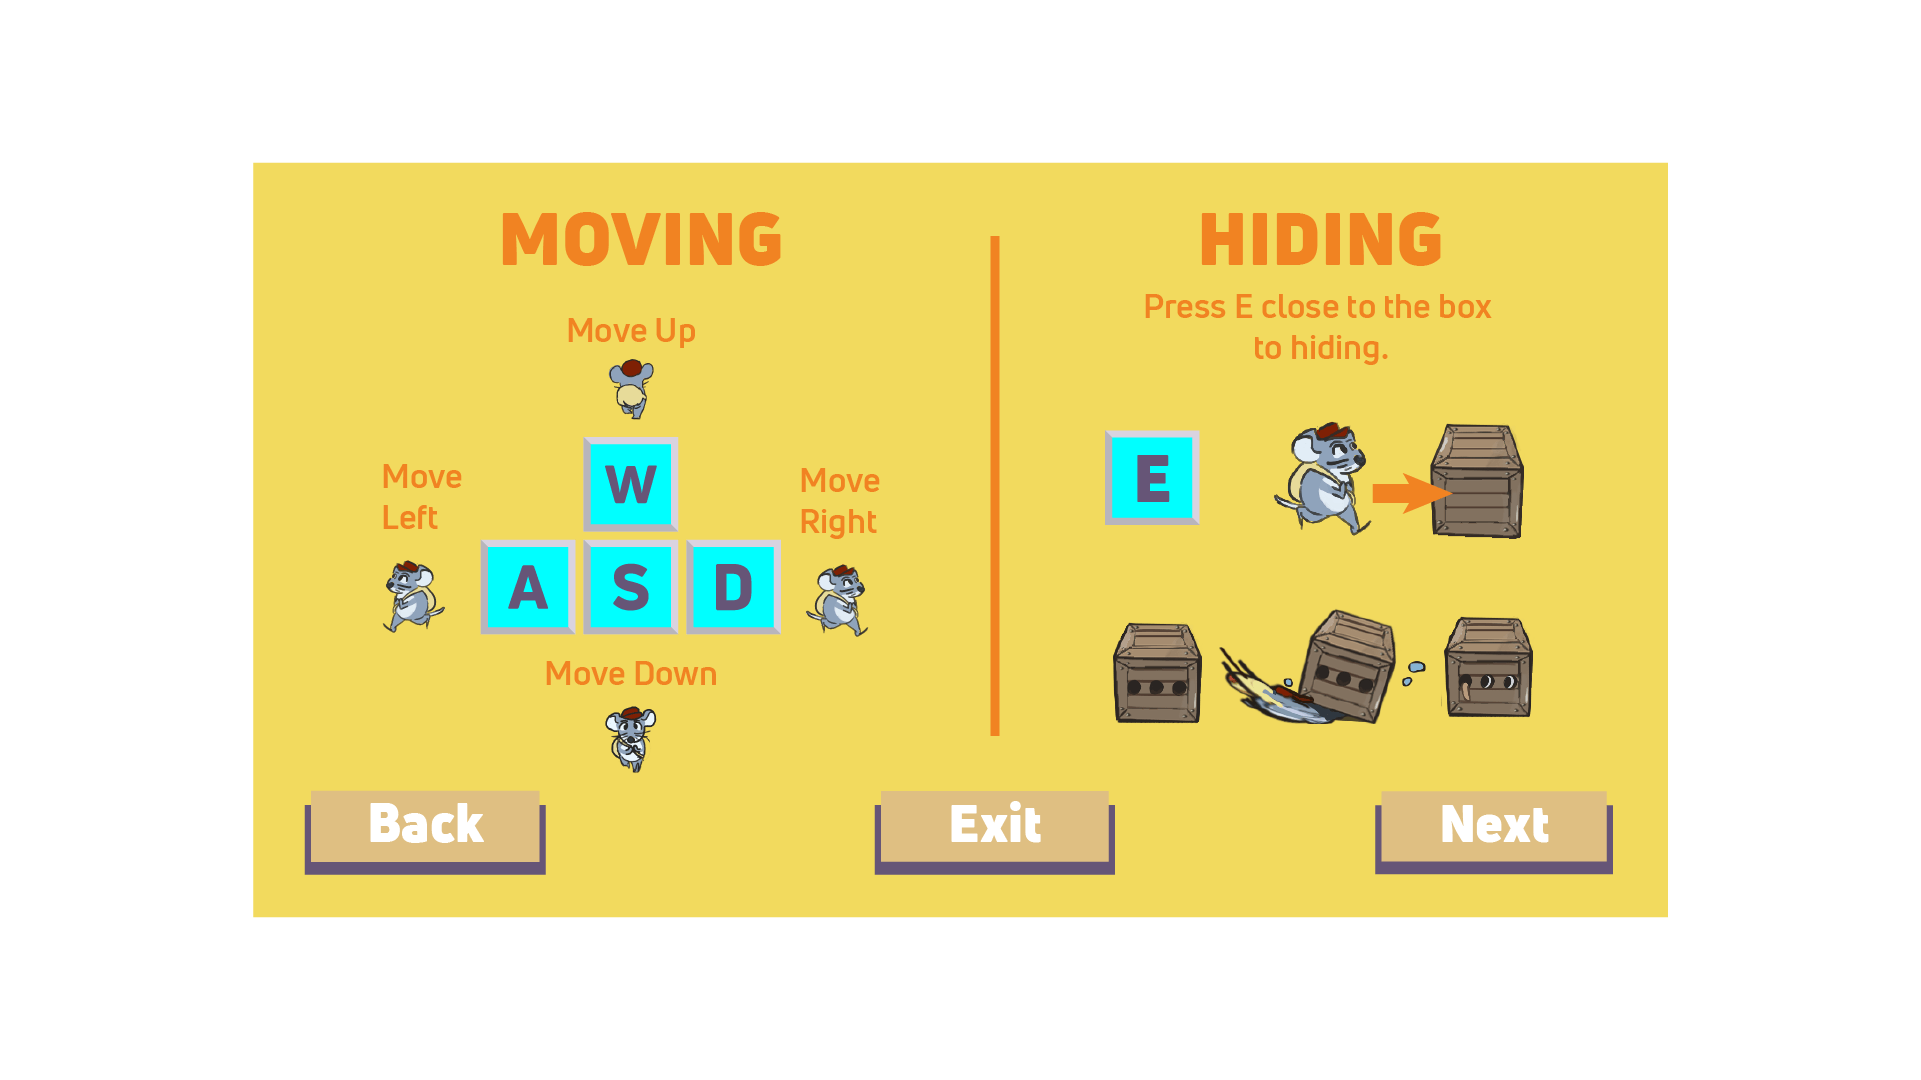 MOVING
Move Up
Move
Left
W
Move
Right
A S D
Move Down
HIDING
Press E close to the box
to hiding.
E
Back
Exit
Next